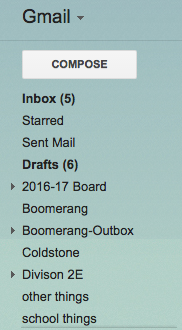 Gmail
COMPOSE
Inbox (5)
Starred
Sent Mail
Drafts (6)
2016-17 Board
Boomerang
Boomerang-Outbox
Coldstone
Divison 2E
other things
school things